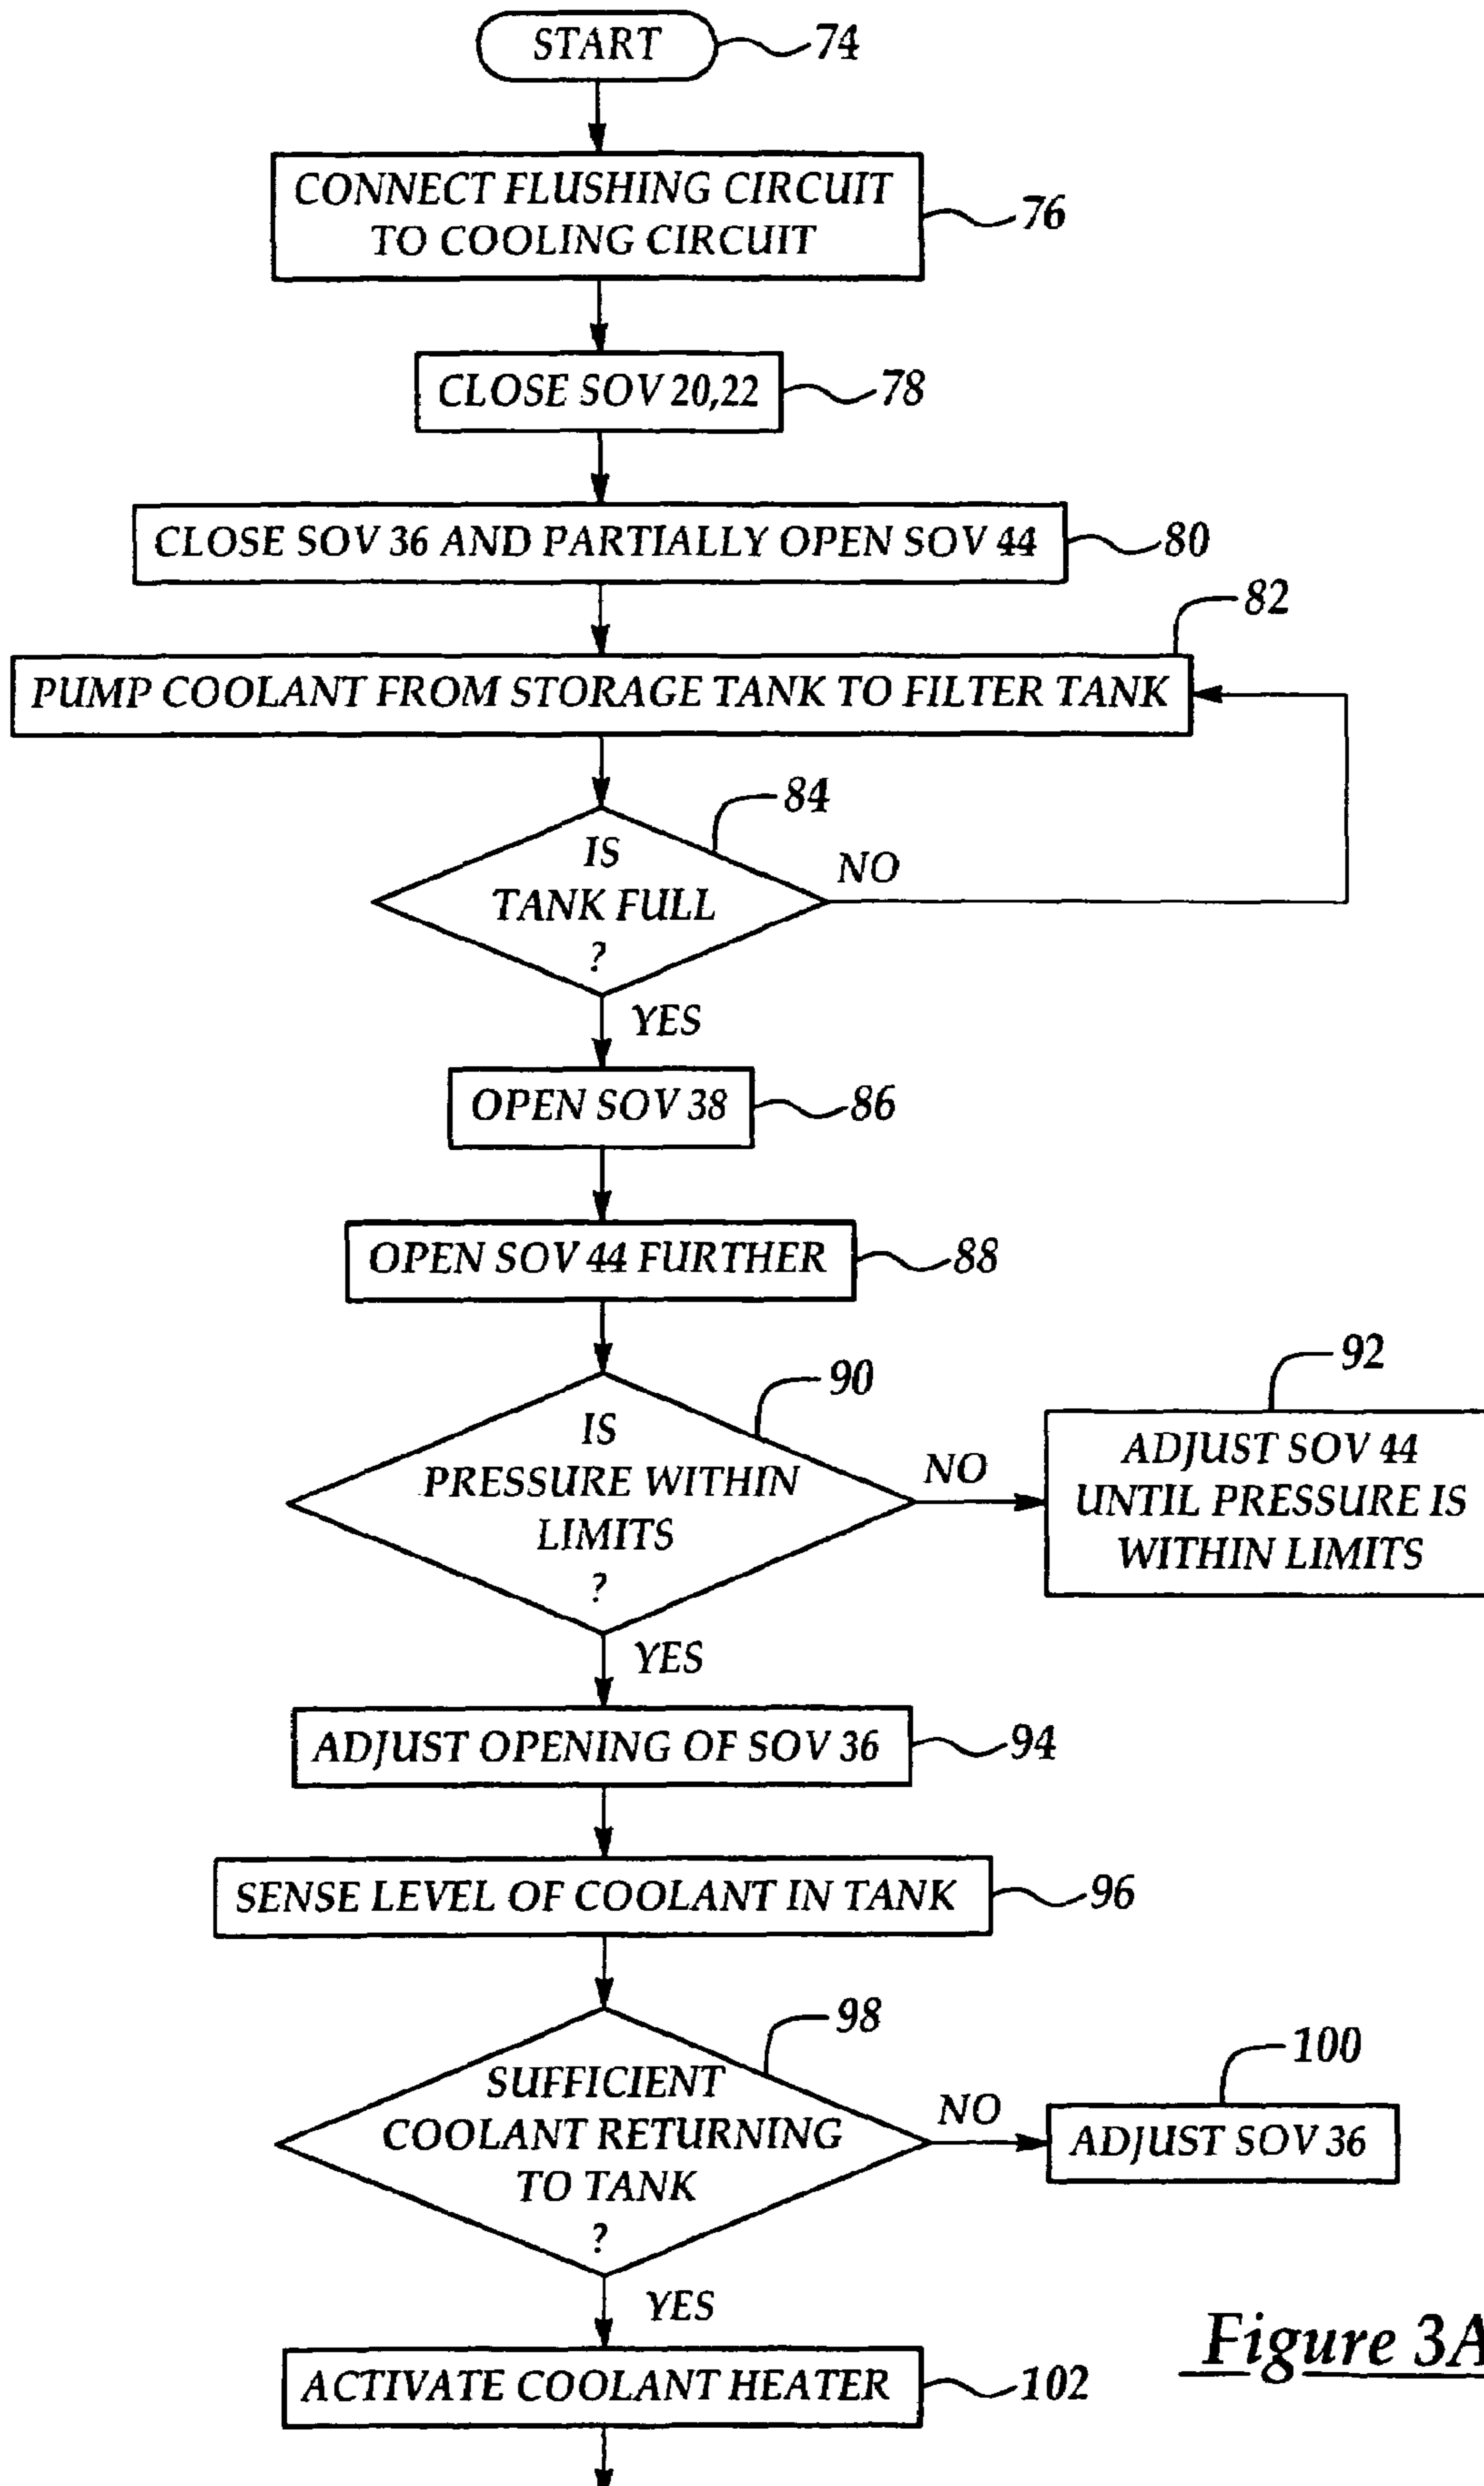 START
74
CONNECT FLUSHING CIRCUIT
TO COOLING CIRCUIT
76
CLOSE SOV 20,22
78
CLOSE SOV 36 AND PARTIALLY OPEN SOV 44
80
82
PUMP COOLANT FROM STORAGE TANK TO FILTER TANK
84
IS
TANK FULL
?
NO
YES
OPEN SOV 38
86
OPEN SOV 44 FURTHER
88
90
IS
PRESSURE WITHIN
LIMITS
?
NO
92
ADJUST SOV 44
UNTIL PRESSURE IS
WITHIN LIMITS
YES
ADJUST OPENING OF SOV 36
94
SENSE LEVEL OF COOLANT IN TANK
96
98
SUFFICIENT
COOLANT RETURNING
TO TANK
?
NO
100
ADJUST SOV 36
YES
ACTIVATE COOLANT HEATER
102
Figure 3A